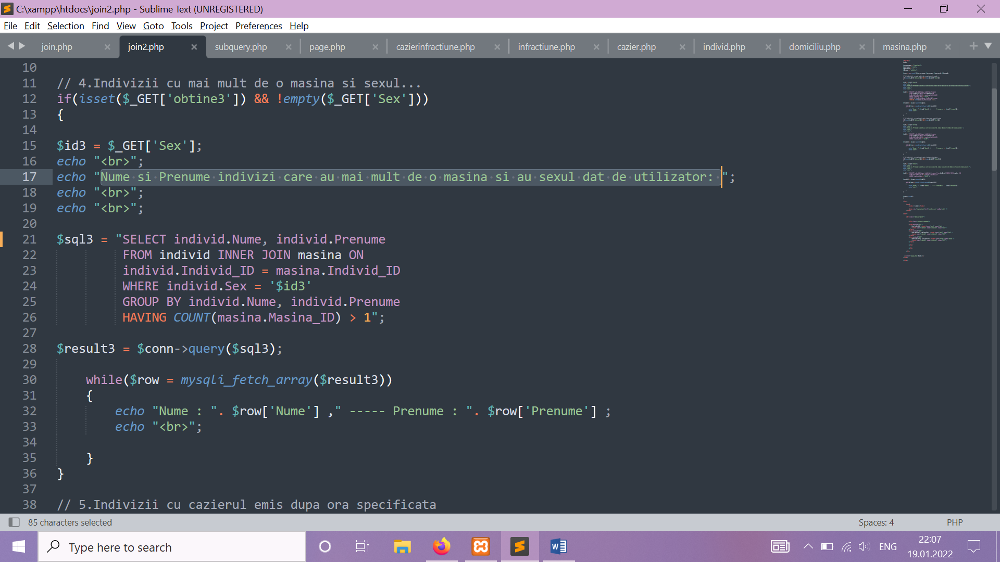 C:\xampp\htdocs\join2.php - Sublime Text (UNREGISTERED)
File Edit Selection Find View Goto Tools Project Preferences Help
join.php join2.php subquery.php page.php cazierinfractiune.php infractiune.php cazier.php individ.php domiciliu.php masina.php
10
11 // 4.Indivizii cu mai mult de o masina si sexul...
12 if(isset($_GET['obtine3']) && !empty($_GET['Sex']))
13 {
14
15 $id3 = $_GET['Sex'];
16 echo "<br>";
17 echo "Nume si Prenume indivizi care au mai mult de o masina si au sexul dat de utilizator: ";
18 echo "<br>";
19 echo "<br>";
20
21 $sql3 = "SELECT individ.Nume, individ.Prenume
22 FROM individ INNER JOIN masina ON
23 individ.Individ_ID = masina.Individ_ID
24 WHERE individ.Sex = '$id3'
25 GROUP BY individ.Nume, individ.Prenume
26 HAVING COUNT(masina.Masina_ID) > 1";
27
28 $result3 = $conn->query($sql3);
29
30 while($row = mysqli_fetch_array($result3))
31 {
32 echo "Nume : ". $row['Nume'] ," ----- Prenume : ". $row['Prenume'] ;
33 echo "<br>";
34
35 }
36 }
37
38 // 5.Indivizii cu cazierul emis dupa ora specificata
85 characters selected Spaces: 4 PHP
Type here to search ENG 22:07
19.01.2022